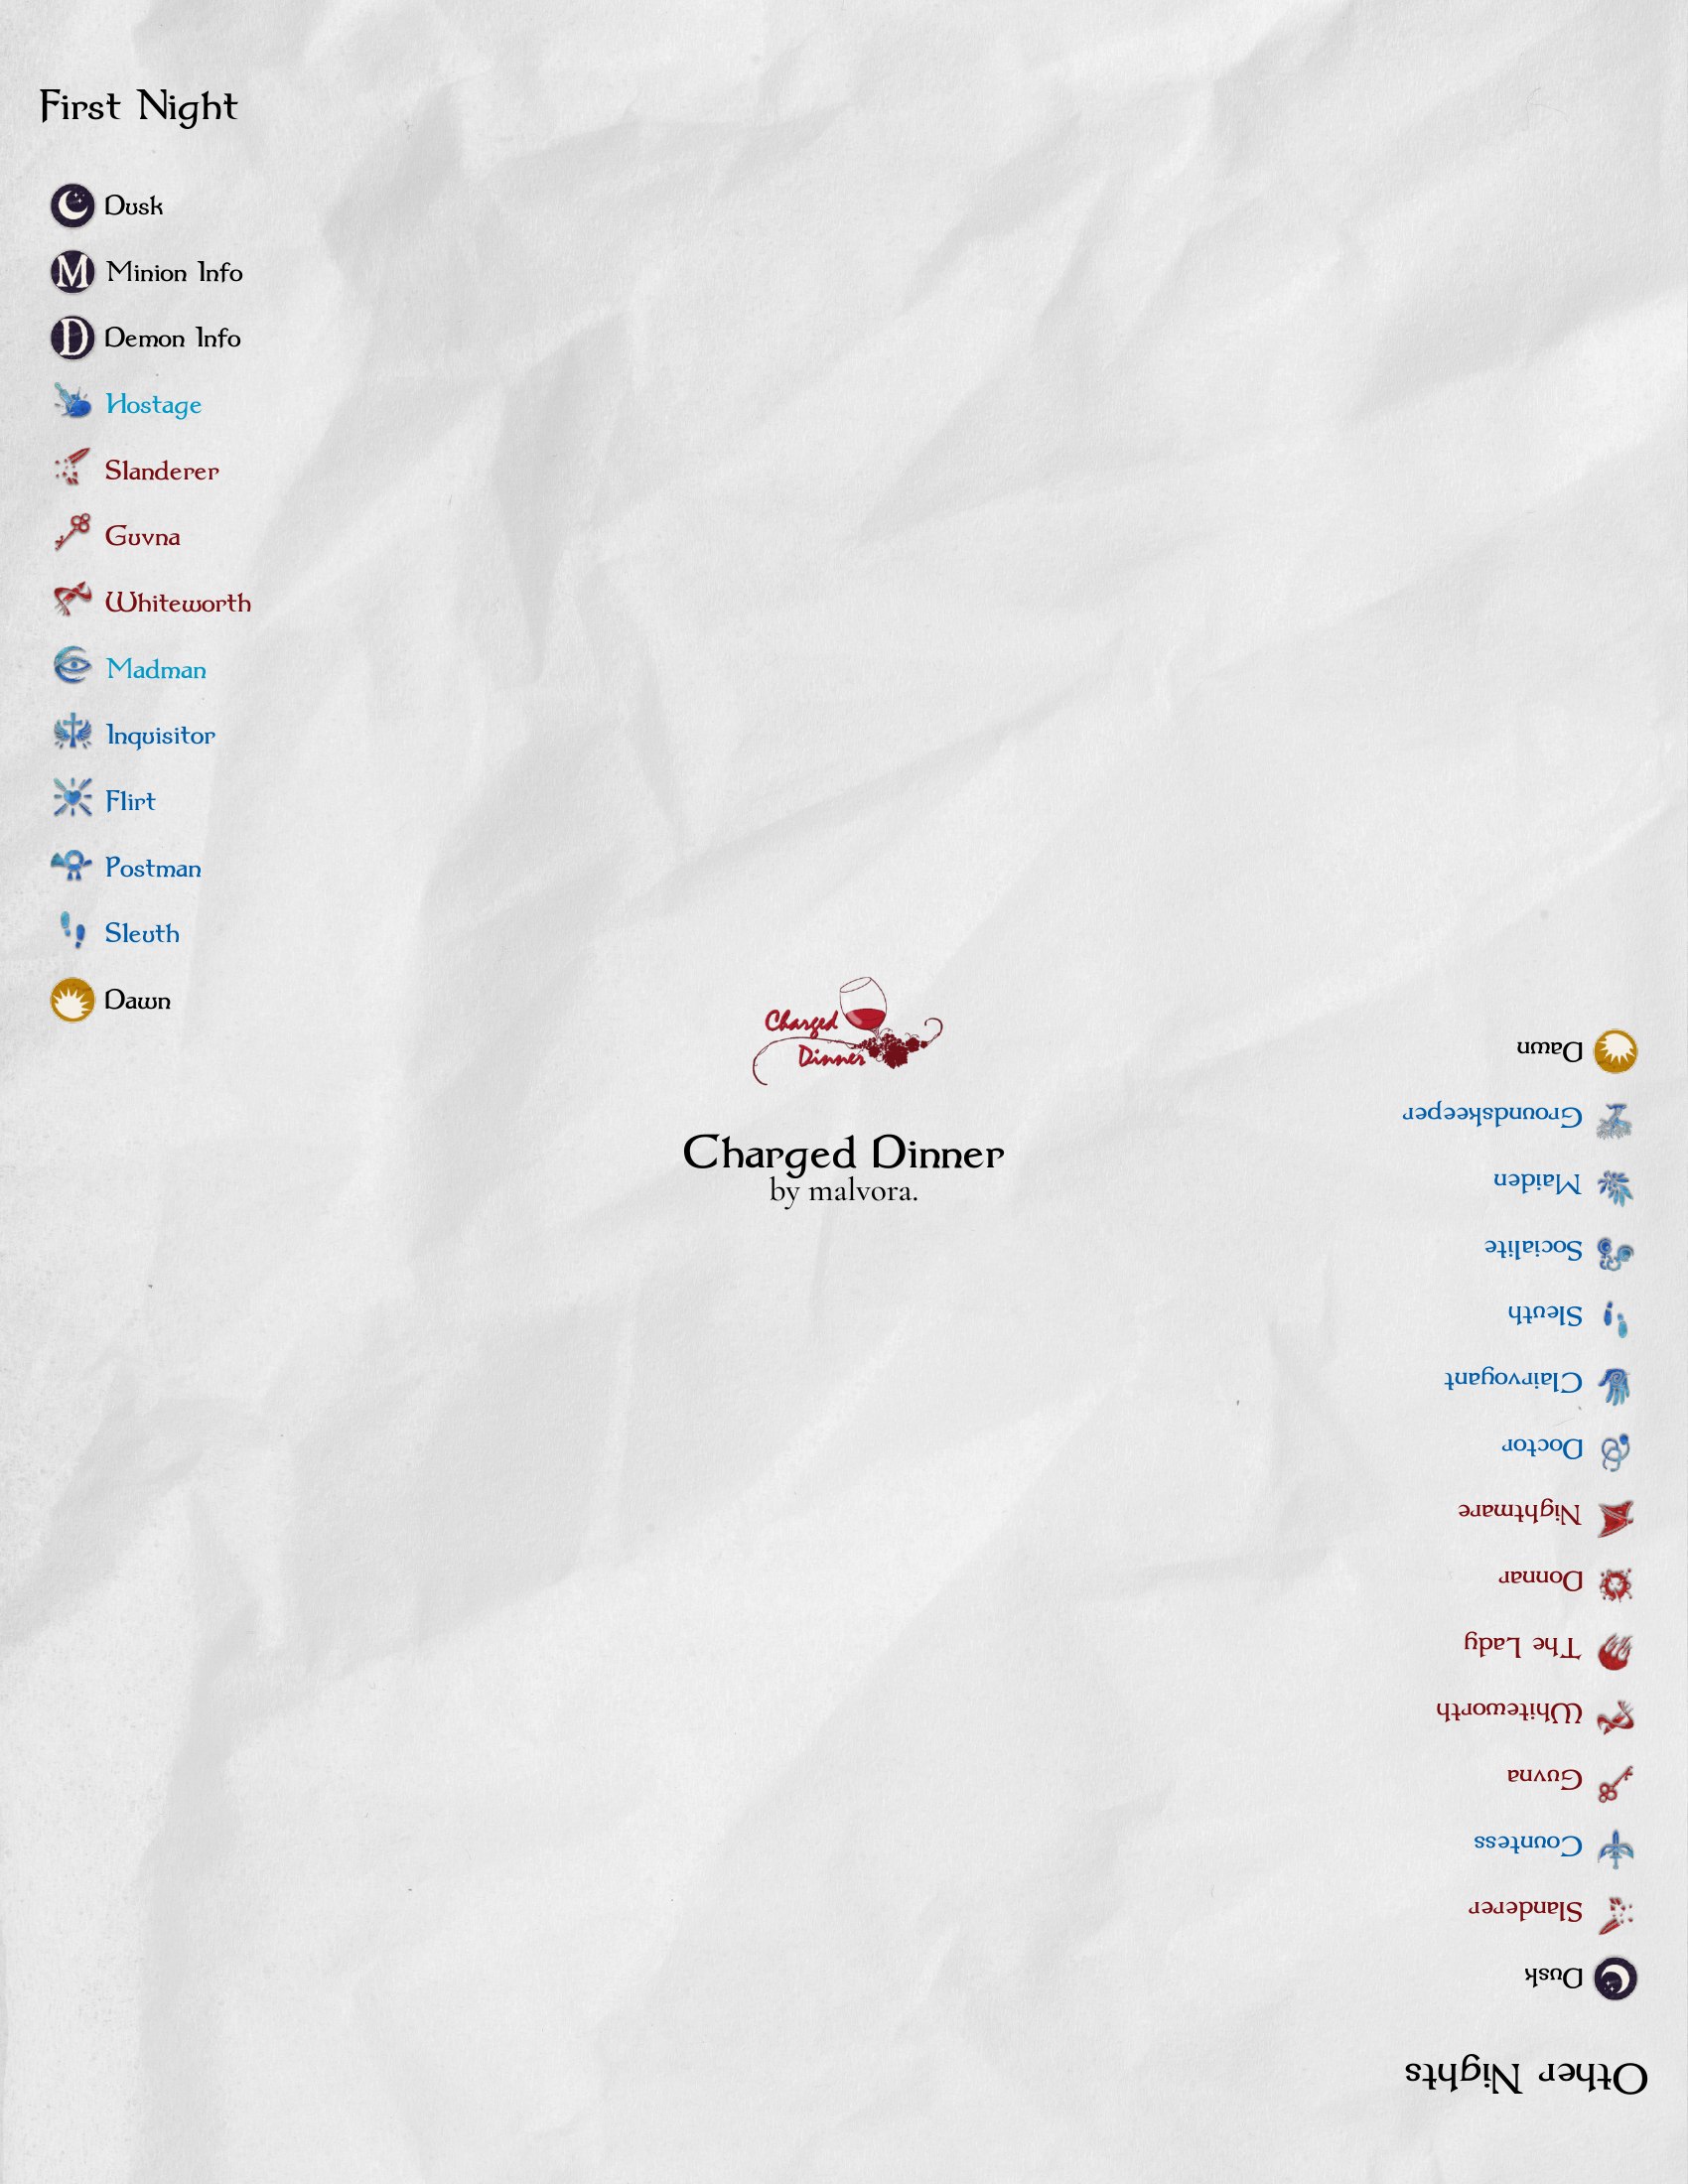 First Night
Dusk
M Minion Info
D Demon Info
Hostage
Slanderer
Guvna
Whiteworth
Madman
Inquisitor
Flirt
Postman
Sleuth
Dawn
Charged
Dinner
Charged Dinner
by malvora.
Other Nights
Dusk
Slanderer
Countess
Guvna
Whiteworth
The Lady
Donnar
Nightmare
Doctor
Clairvoyant
Sleuth
Socialite
Maiden
Groundskeeper
Dawn